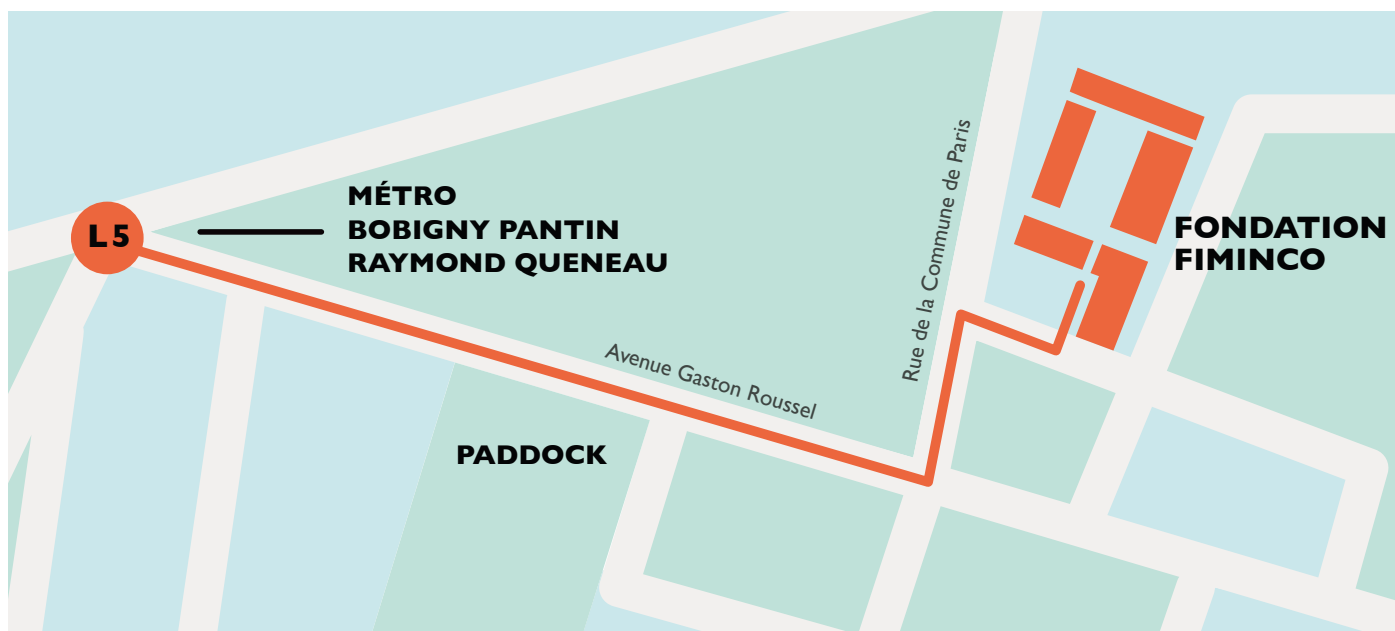 L5
MÉTRO
BOBIGNY PANTIN
RAYMOND QUENEAU
Rue de la Commune de Paris
FONDATION
FIMINCO
Avenue Gaston Roussel
PADDOCK